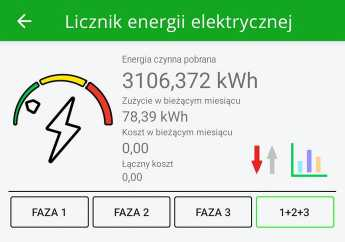 Licznik energii elektrycznej
Energia czynna pobrana
3106,372 kWh
Zużycie w bieżącym miesiącu
78,39 kWh
Koszt w bieżącym miesiącu
0,00
Łączny koszt
0,00
FAZA 1 FAZA 2 FAZA 3 1+2+3